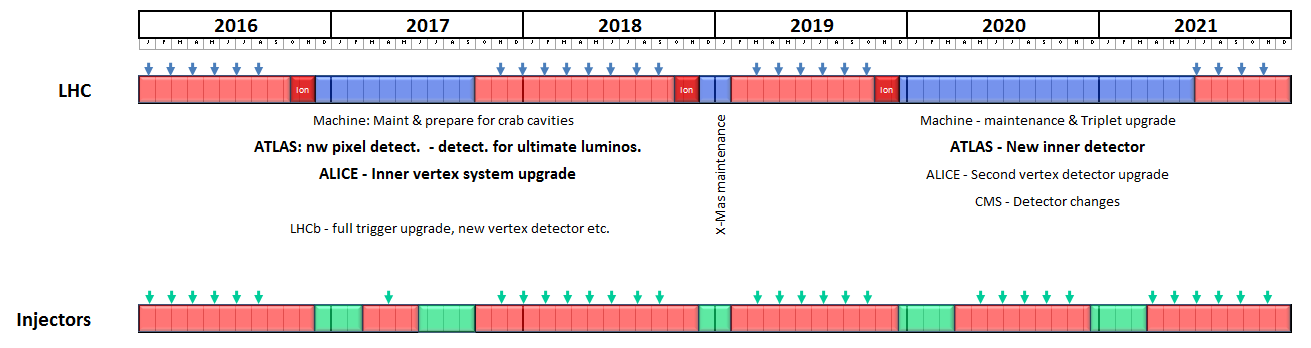 2016 2017 2018 2019 2020 2021
J F M A M J J A S O N D J F M A M J J A S O N D J F M A M J J A S O N D J F M A M J J A S O N D J F M A M J J A S O N D J F M A M J J A S O N D
LHC
Ion Ion Ion
Machine: Maint & prepare for crab cavities
ATLAS: nw pixel detect. - detect. for ultimate luminos.
ALICE - Inner vertex system upgrade
LHCb - full trigger upgrade, new vertex detector etc.
X-Mas maintenance
Machine - maintenance & Triplet upgrade
ATLAS - New inner detector
ALICE - Second vertex detector upgrade
CMS - Detector changes
Injectors